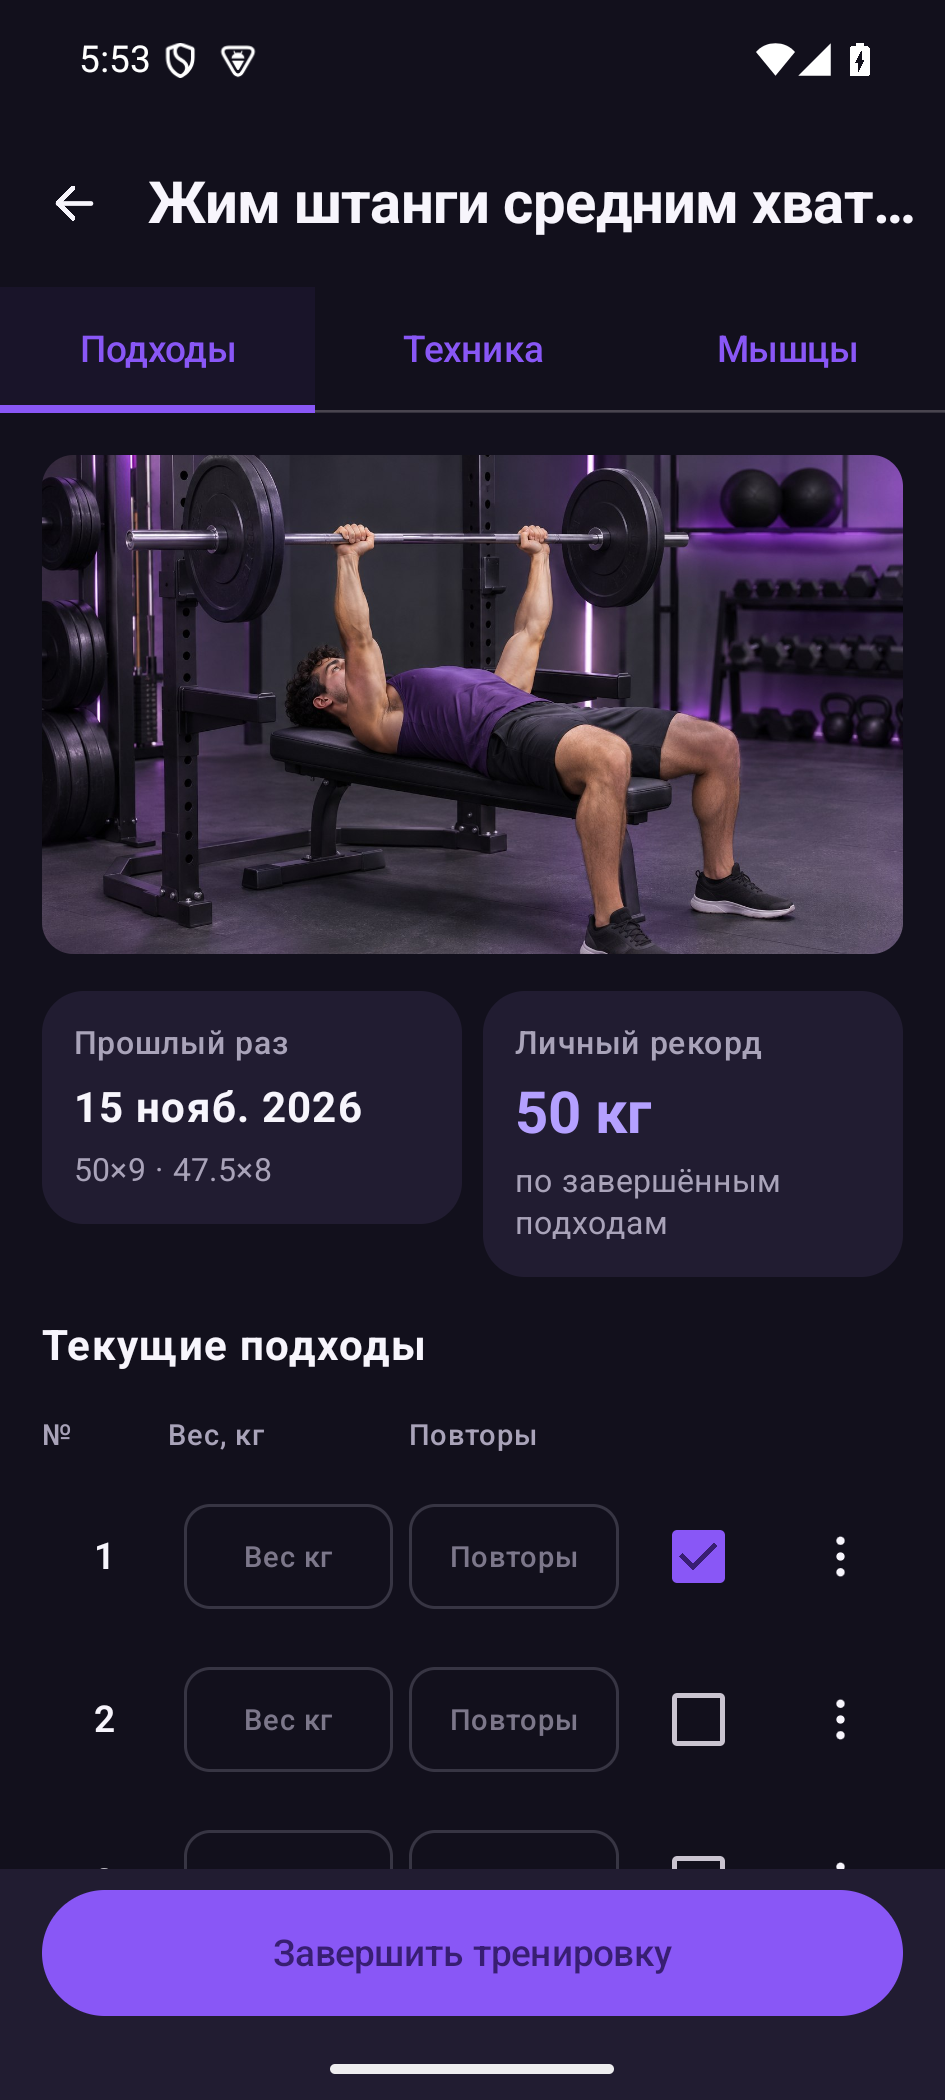 5:53
Жим штанги средним хват...
Подходы
Техника
Мышцы
Прошлый раз
15 нояб. 2026
50×9 · 47.5×8
Личный рекорд
50 кг
по завершённым
подходам
Текущие подходы
№ Вес, кг Повторы
1 Вес кг Повторы
2 Вес кг Повторы
Завершить тренировку